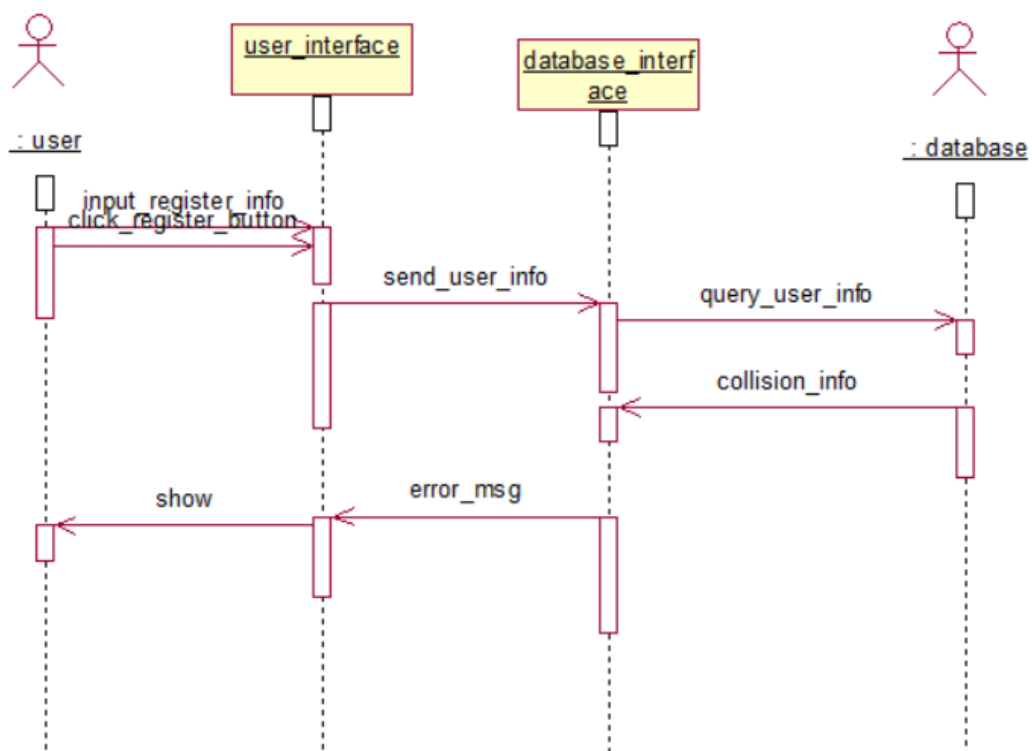 user_interface
database_interf
ace
: user
: database
input_register_info
click_register_button
send_user_info
query_user_info
collision_info
error_msg
show